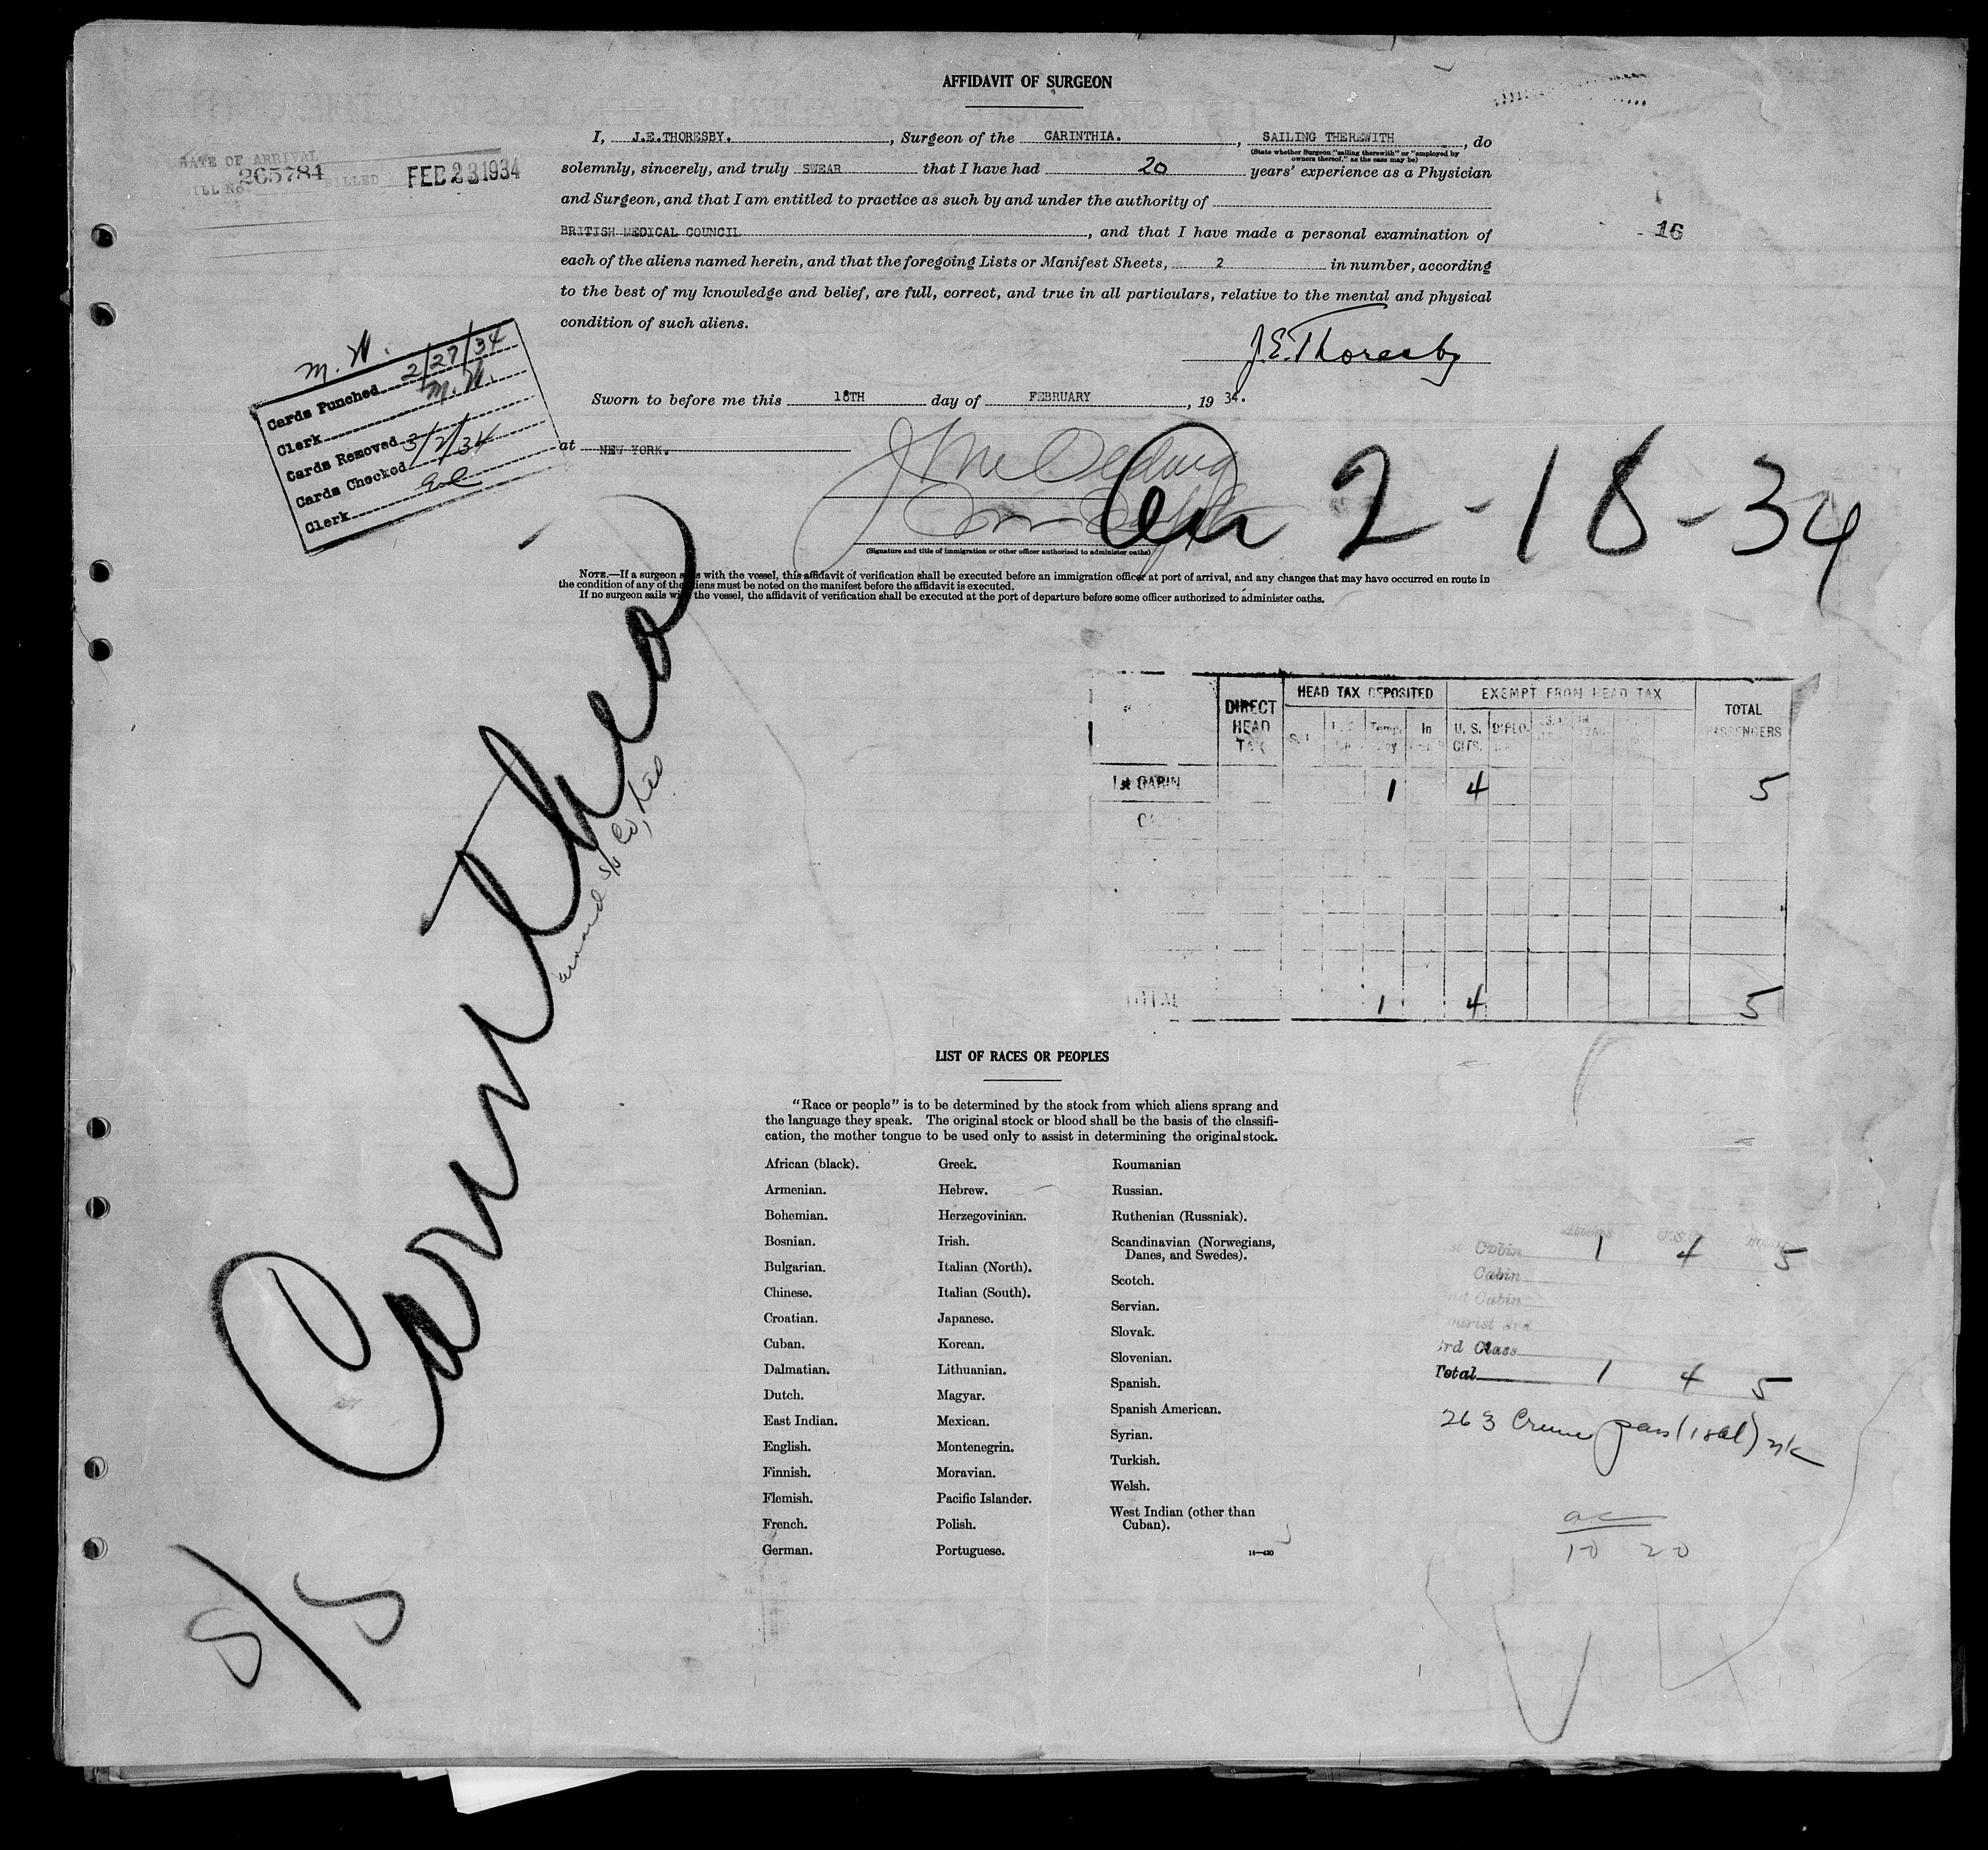 AFFIDAVIT OF SURGEON
I, J.E.THORESBY. , Surgeon of the CARINTHIA. , SAILING THEREWITH , do
(State whether Surgeon "sailing therewith" or "employed by
owners thereof," as the case may be)
solemnly, sincerely, and truly SWEAR that I have had 20 years' experience as a Physician
and Surgeon, and that I am entitled to practice as such by and under the authority of
BRITISH MEDICAL COUNCIL , and that I have made a personal examination of
each of the aliens named herein, and that the foregoing Lists or Manifest Sheets, 2 in number, according
to the best of my knowledge and belief, are full, correct, and true in all particulars, relative to the mental and physical
condition of such aliens.
J.E.Thoresby
Sworn to before me this 18TH day of FEBRUARY , 19 34.
at NEW YORK.
(Signature and title of immigration or other officer authorized to administer oaths)
DATE OF ARRIVAL
BILL No. 265784 BILLED FEB 23 1934
16
M. W.
Cards Punched 2/27/34
Clerk M. W.
Cards Removed
Cards Checked 3/2/34
Clerk
2-18-34
NOTE.—If a surgeon sails with the vessel, this affidavit of verification shall be executed before an immigration officer at port of arrival, and any changes that may have occurred en route in
the condition of any of the aliens must be noted on the manifest before the affidavit is executed.
If no surgeon sails with the vessel, the affidavit of verification shall be executed at the port of departure before some officer authorized to administer oaths.
S/S Carinthia
DIRECT HEAD TAX
HEAD TAX DEPOSITED
EXEMPT FROM HEAD TAX
TOTAL PASSENGERS
S.I. Temp. In U.S. CITS. DIPLO.
1st CABIN 1 4 5
TOTAL 1 4 5
LIST OF RACES OR PEOPLES
"Race or people" is to be determined by the stock from which aliens sprang and
the language they speak. The original stock or blood shall be the basis of the classifi-
cation, the mother tongue to be used only to assist in determining the original stock.
African (black).
Armenian.
Bohemian.
Bosnian.
Bulgarian.
Chinese.
Croatian.
Cuban.
Dalmatian.
Dutch.
East Indian.
English.
Finnish.
Flemish.
French.
German.
Greek.
Hebrew.
Herzegovinian.
Irish.
Italian (North).
Italian (South).
Japanese.
Korean.
Lithuanian.
Magyar.
Mexican.
Montenegrin.
Moravian.
Pacific Islander.
Polish.
Portuguese.
Roumanian
Russian.
Ruthenian (Russniak).
Scandinavian (Norwegians,
Danes, and Swedes).
Scotch.
Servian.
Slovak.
Slovenian.
Spanish.
Spanish American.
Syrian.
Turkish.
Welsh.
West Indian (other than
Cuban).
14—430
Cabin 1 4 5
Cabin
Cabin
Tourist 3rd
3rd Class
Total 1 4 5
263
10 20